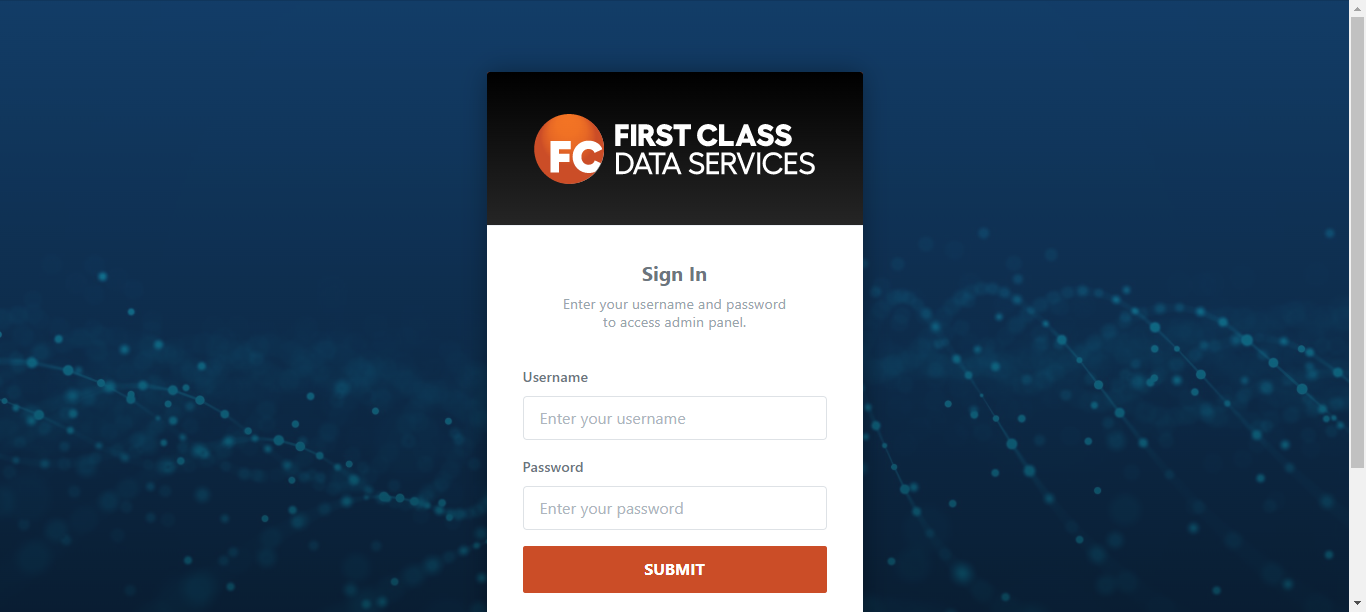 FC
FIRST CLASS
DATA SERVICES
Sign In
Enter your username and password
to access admin panel.
Username
Enter your username
Password
Enter your password
SUBMIT